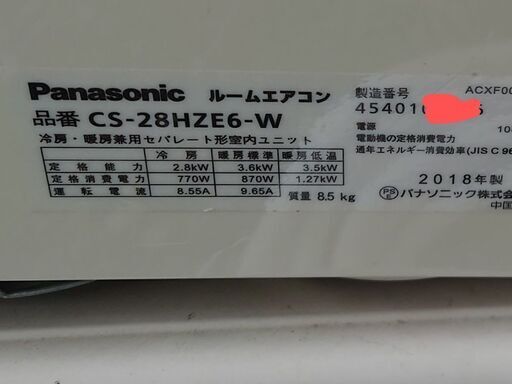 Panasonic ルームエアコン
品番 CS-28HZE6-W
冷房・暖房兼用セパレート形室内ユニット
冷房 暖房標準 暖房低温
定格能力 2.8kW 3.6kW 3.5kW
定格消費電力 770W 870W 1.27kW
運転電流 8.55A 9.65A
質量 8.5 kg
ACXF00
製造番号
45401
電源 10
電動機の定格消費電力
通年エネルギー消費効率(JIS C 96
2018年製
PS E パナソニック株式会
中国